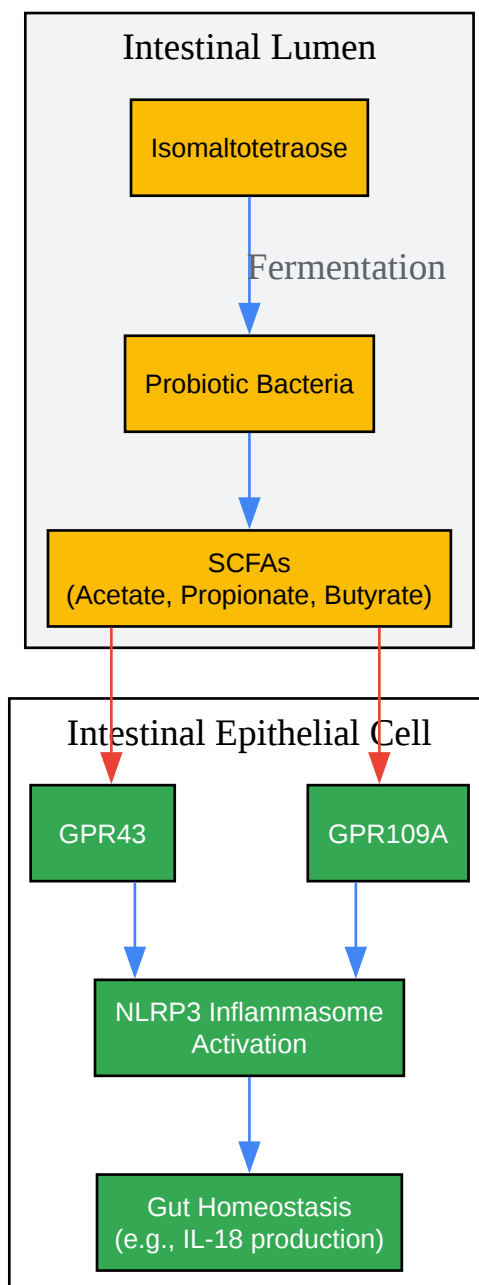 Intestinal Lumen
Isomaltotetraose
Fermentation
Probiotic Bacteria
SCFAs
(Acetate, Propionate, Butyrate)
Intestinal Epithelial Cell
GPR43
GPR109A
NLRP3 Inflammasome
Activation
Gut Homeostasis
(e.g., IL-18 production)